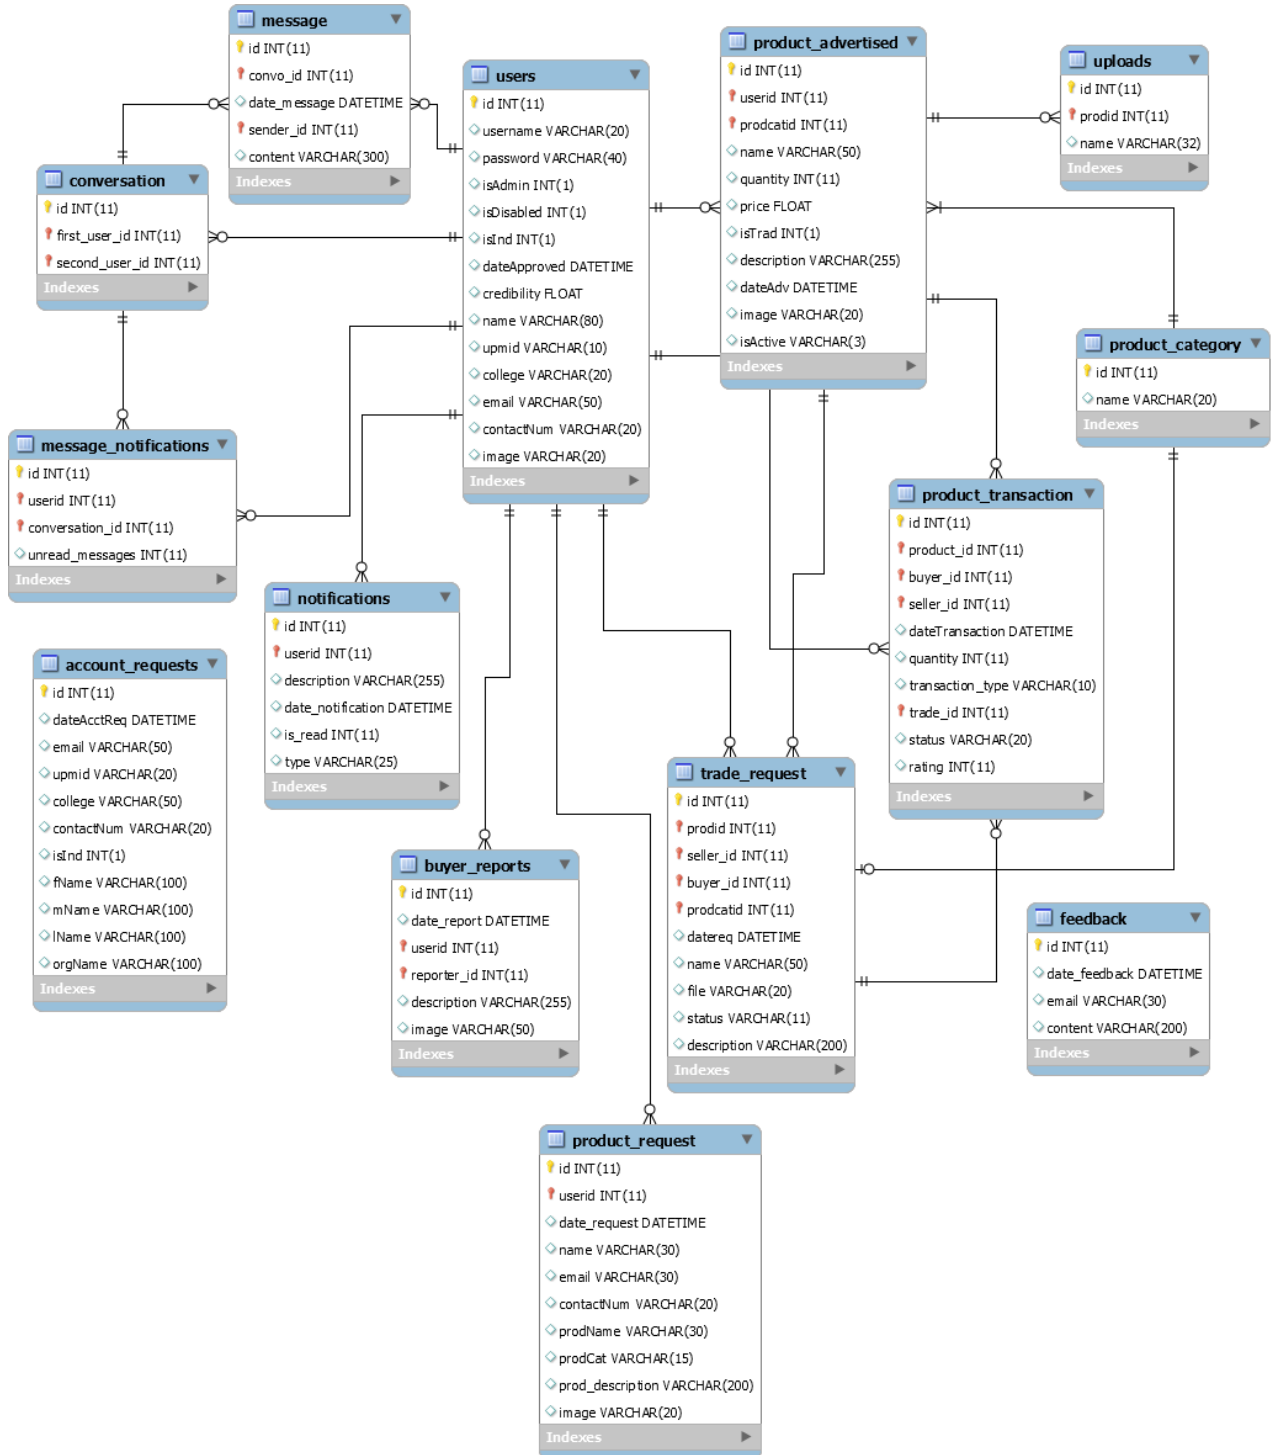 message
id INT(11)
convo_id INT(11)
date_message DATETIME
sender_id INT(11)
content VARCHAR(300)
Indexes
users
id INT(11)
username VARCHAR(20)
password VARCHAR(40)
isAdmin INT(1)
isDisabled INT(1)
isInd INT(1)
dateApproved DATETIME
credibility FLOAT
name VARCHAR(80)
upmid VARCHAR(10)
college VARCHAR(20)
email VARCHAR(50)
contactNum VARCHAR(20)
image VARCHAR(20)
Indexes
product_advertised
id INT(11)
userid INT(11)
prodcatid INT(11)
name VARCHAR(50)
quantity INT(11)
price FLOAT
isTrad INT(1)
description VARCHAR(255)
dateAdv DATETIME
image VARCHAR(20)
isActive VARCHAR(3)
Indexes
uploads
id INT(11)
prodid INT(11)
name VARCHAR(32)
Indexes
conversation
id INT(11)
first_user_id INT(11)
second_user_id INT(11)
Indexes
product_category
id INT(11)
name VARCHAR(20)
Indexes
message_notifications
id INT(11)
userid INT(11)
conversation_id INT(11)
unread_messages INT(11)
Indexes
product_transaction
id INT(11)
product_id INT(11)
buyer_id INT(11)
seller_id INT(11)
dateTransaction DATETIME
quantity INT(11)
transaction_type VARCHAR(10)
trade_id INT(11)
status VARCHAR(20)
rating INT(11)
Indexes
notifications
id INT(11)
userid INT(11)
description VARCHAR(255)
date_notification DATETIME
is_read INT(11)
type VARCHAR(25)
Indexes
account_requests
id INT(11)
dateAcctReq DATETIME
email VARCHAR(50)
upmid VARCHAR(20)
college VARCHAR(50)
contactNum VARCHAR(20)
isInd INT(1)
fName VARCHAR(100)
mName VARCHAR(100)
lName VARCHAR(100)
orgName VARCHAR(100)
Indexes
trade_request
id INT(11)
prodid INT(11)
seller_id INT(11)
buyer_id INT(11)
prodcatid INT(11)
datereq DATETIME
name VARCHAR(50)
file VARCHAR(20)
status VARCHAR(11)
description VARCHAR(200)
Indexes
buyer_reports
id INT(11)
date_report DATETIME
userid INT(11)
reporter_id INT(11)
description VARCHAR(255)
image VARCHAR(50)
Indexes
feedback
id INT(11)
date_feedback DATETIME
email VARCHAR(30)
content VARCHAR(200)
Indexes
product_request
id INT(11)
userid INT(11)
date_request DATETIME
name VARCHAR(30)
email VARCHAR(30)
contactNum VARCHAR(20)
prodName VARCHAR(30)
prodCat VARCHAR(15)
prod_description VARCHAR(200)
image VARCHAR(20)
Indexes